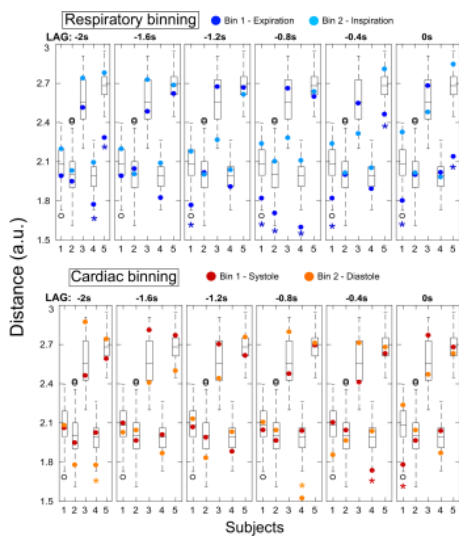 Respiratory binning
Bin 1 - Expiration
Bin 2 - Inspiration
LAG: -2s -1.6s -1.2s -0.8s -0.4s 0s
3
2.7
2.4
2.1
1.8
1.5
1 2 3 4 5 1 2 3 4 5 1 2 3 4 5 1 2 3 4 5 1 2 3 4 5 1 2 3 4 5
Distance (a.u.)
Cardiac binning
Bin 1 - Systole
Bin 2 - Diastole
LAG: -2s -1.6s -1.2s -0.8s -0.4s 0s
3
2.7
2.4
2.1
1.8
1.5
1 2 3 4 5 1 2 3 4 5 1 2 3 4 5 1 2 3 4 5 1 2 3 4 5 1 2 3 4 5
Subjects